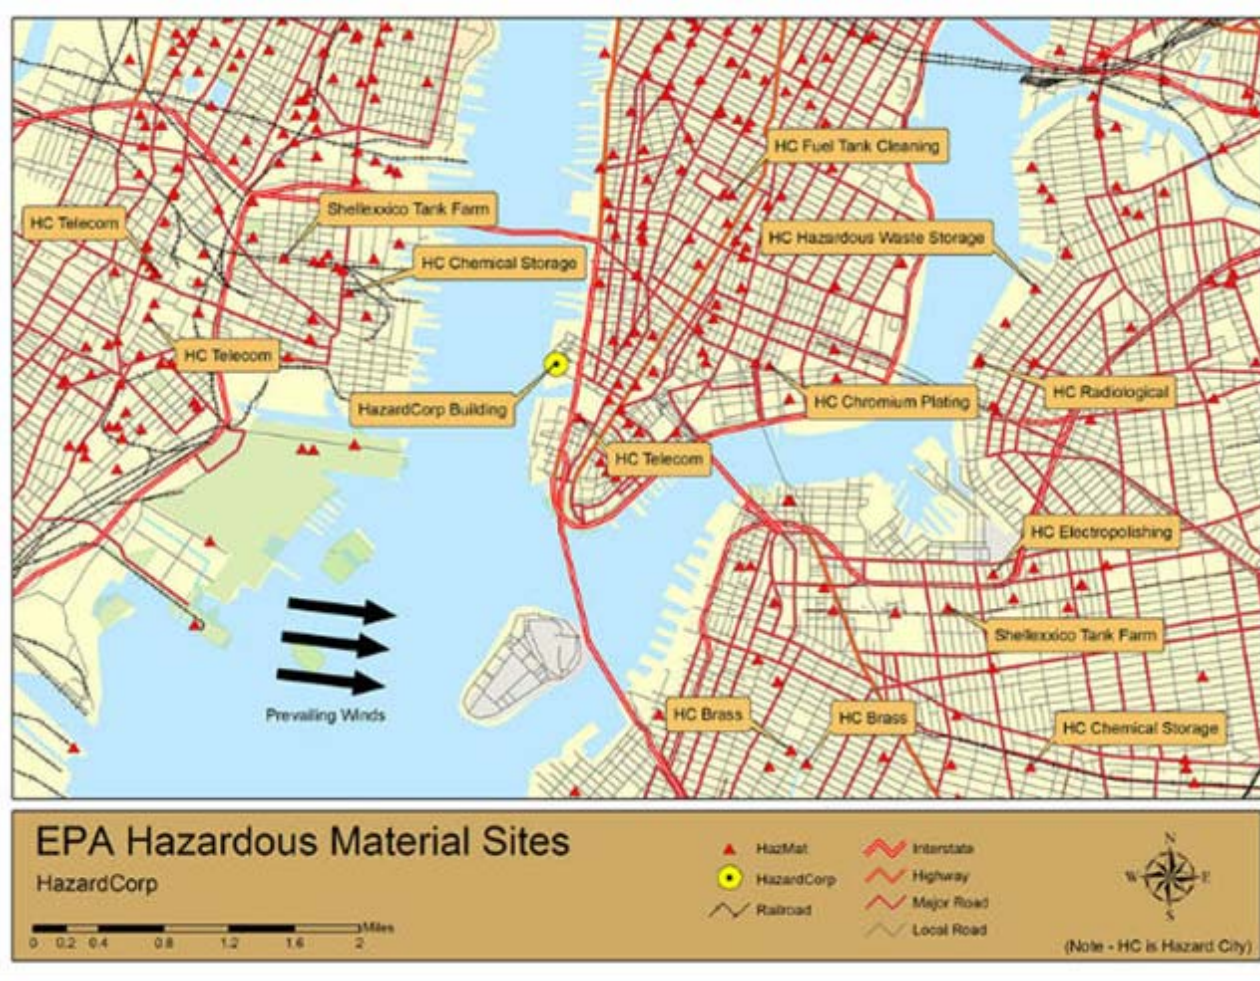 HC Fuel Tank Cleaning
Shellexxico Tank Farm
HC Telecom
HC Hazardous Waste Storage
HC Chemical Storage
HC Telecom
HazardCorp Building
HC Chromium Plating
HC Radiological
HC Telecom
HC Electropolishing
Shellexxico Tank Farm
Prevailing Winds
HC Brass
HC Brass
HC Chemical Storage
EPA Hazardous Material Sites
HazardCorp
Miles
0 0.2 0.4 0.8 1.2 1.6 2
HazMat
HazardCorp
Railroad
Interstate
Highway
Major Road
Local Road
N
W E
S
(Note - HC is Hazard City)